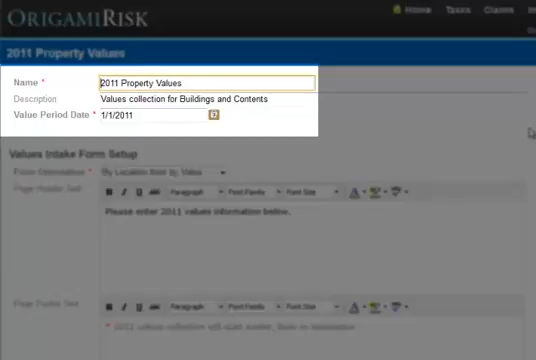 ORIGAMIRISK
Home Tasks Claims
2011 Property Values
Name * 2011 Property Values
Description Values collection for Buildings and Contents
Value Period Date * 1/1/2011
Values Intake Form Setup
Form Orientation * By Location then by Value
Page Header Text B I U ABC Paragraph Font Family Font Size
Please enter 2011 values information below.
Page Footer Text B I U ABC Paragraph Font Family Font Size